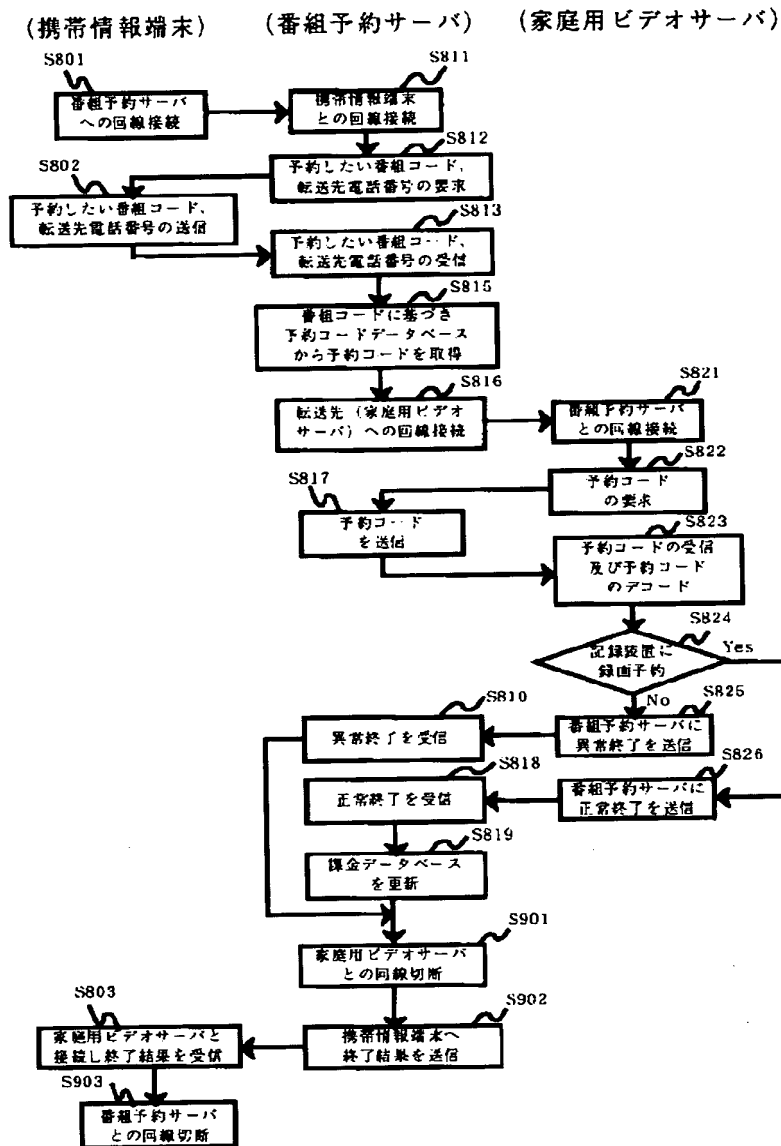 (携帯情報端末)
(番組予約サーバ)
(家庭用ビデオサーバ)
S801
番組予約サーバ
への回線接続
S811
携帯情報端末
との回線接続
S812
予約したい番組コード、
転送先電話番号の要求
S802
予約したい番組コード、
転送先電話番号の送信
S813
予約したい番組コード、
転送先電話番号の受信
S815
番組コードに基づき
予約コードデータベース
から予約コードを取得
S816
転送先(家庭用ビデオ
サーバ)への回線接続
S821
番組予約サーバ
との回線接続
S822
予約コード
の要求
S817
予約コード
を送信
S823
予約コードの受信
及び予約コード
のデコード
S824
記録装置に
録画予約
Yes
No
S825
番組予約サーバに
異常終了を送信
S810
異常終了を受信
S826
番組予約サーバに
正常終了を送信
S818
正常終了を受信
S819
課金データベース
を更新
S901
家庭用ビデオサーバ
との回線切断
S902
携帯情報端末へ
終了結果を送信
S803
家庭用ビデオサーバと
接続し終了結果を受信
S903
番組予約サーバ
との回線切断